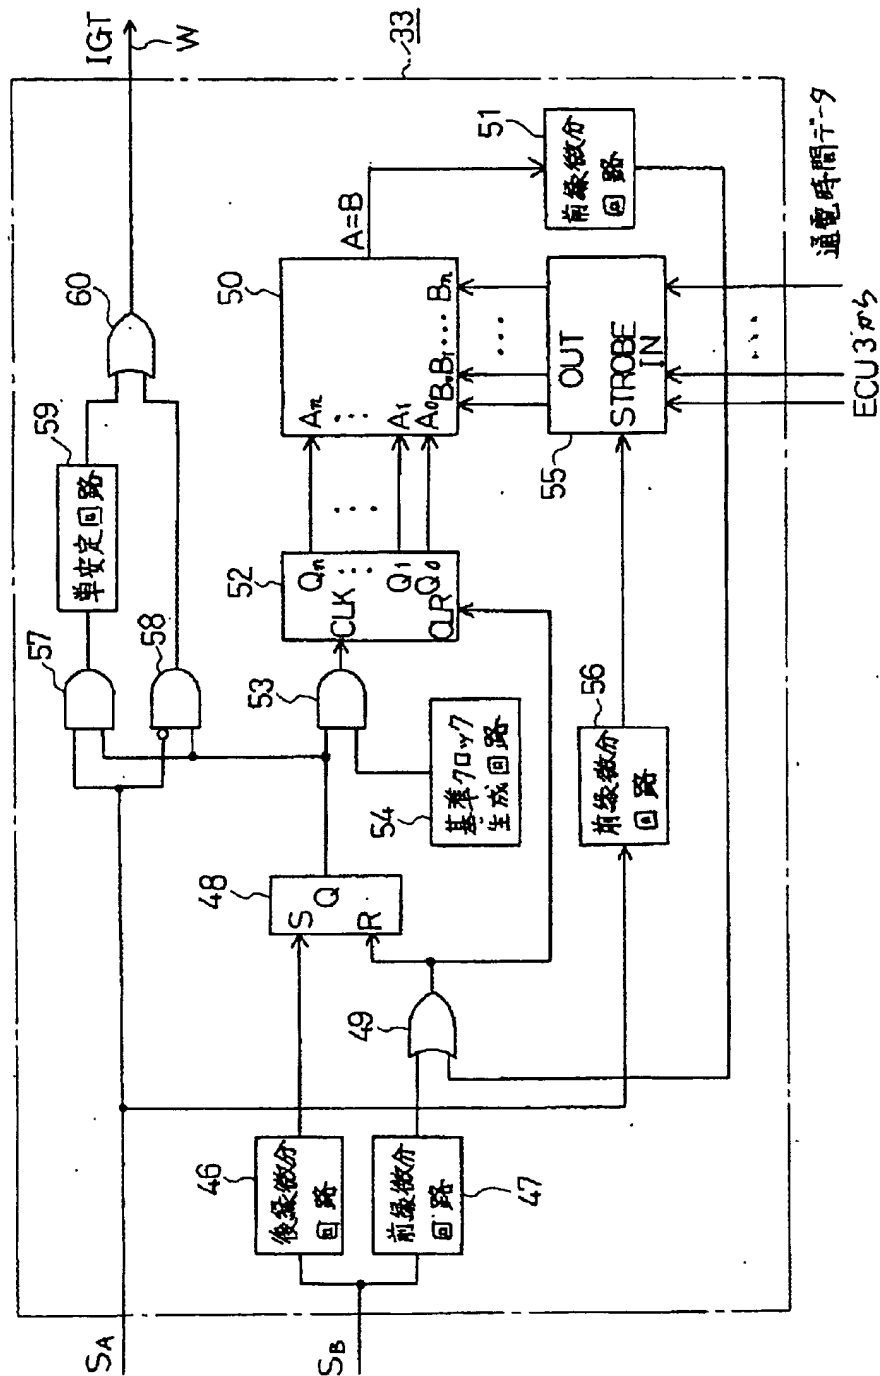 IGT
W
33
60
59
単安定回路
57
58
51
前縁微分
回路
A=B
50
An
A1
A0
B0B1...Bn
52
Qn
CLK
Q1
Q0
CLR
53
54
基準クロック
生成回路
55
OUT
STROBE
IN
通電時間データ
ECU3から
56
前縁微分
回路
48
S
Q
R
49
46
後縁微分
回路
47
前縁微分
回路
SA
SB